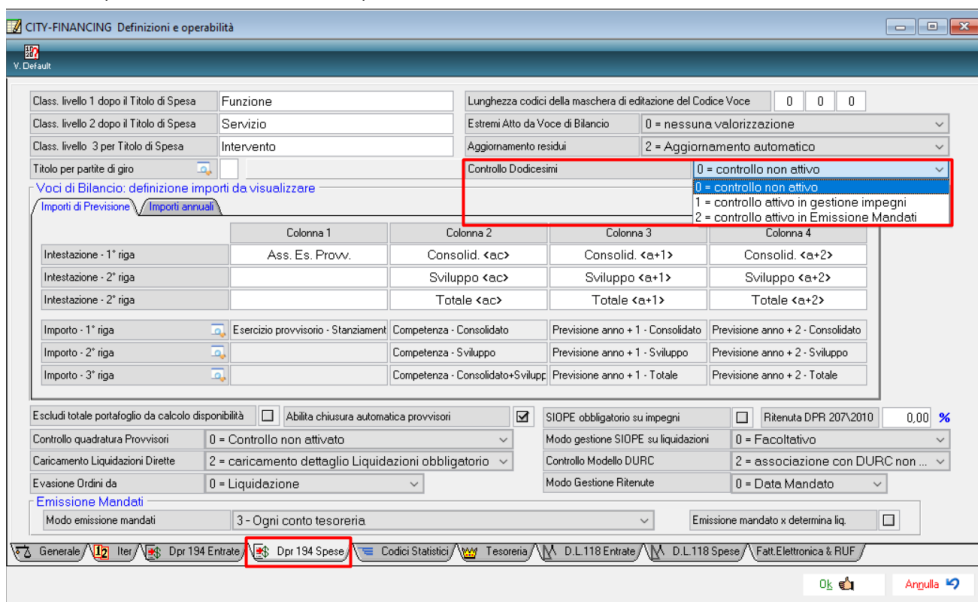 CITY-FINANCING Definizioni e operabilità
V. Default
Class. livello 1 dopo il Titolo di Spesa Funzione Lunghezza codici della maschera di editazione del Codice Voce 0 0 0
Class. livello 2 dopo il Titolo di Spesa Servizio Estremi Atto da Voce di Bilancio 0 = nessuna valorizzazione
Class. livello 3 per Titolo di Spesa Intervento Aggiornamento residui 2 = Aggiornamento automatico
Titolo per partite di giro Controllo Dodicesimi 0 = controllo non attivo
0 = controllo non attivo
1 = controllo attivo in gestione impegni
2 = controllo attivo in Emissione Mandati
Voci di Bilancio: definizione importi da visualizzare
Importi di Previsione Importi annuali
Colonna 1 Colonna 2 Colonna 3 Colonna 4
Intestazione - 1° riga Ass. Es. Provv. Consolid. <ac> Consolid. <a+1> Consolid. <a+2>
Intestazione - 2° riga Sviluppo <ac> Sviluppo <a+1> Sviluppo <a+2>
Intestazione - 2° riga Totale <ac> Totale <a+1> Totale <a+2>
Importo - 1° riga Esercizio provvisorio - Stanziament Competenza - Consolidato Previsione anno + 1 - Consolidato Previsione anno + 2 - Consolidato
Importo - 2° riga Competenza - Sviluppo Previsione anno + 1 - Sviluppo Previsione anno + 2 - Sviluppo
Importo - 3° riga Competenza - Consolidato+Svilupp Previsione anno + 1 - Totale Previsione anno + 2 - Totale
Escludi totale portafoglio da calcolo disponibilità Abilita chiusura automatica provvisori SIOPE obbligatorio su impegni Ritenuta DPR 207\2010 0,00 %
Controllo quadratura Provvisori 0 = Controllo non attivato Modo gestione SIOPE su liquidazioni 0 = Facoltativo
Caricamento Liquidazioni Dirette 2 = caricamento dettaglio Liquidazioni obbligatorio Controllo Modello DURC 2 = associazione con DURC non ...
Evasione Ordini da 0 = Liquidazione Modo Gestione Ritenute 0 = Data Mandato
Emissione Mandati
Modo emissione mandati 3 - Ogni conto tesoreria Emissione mandato x determina liq.
Generale Iter Dpr 194 Entrate Dpr 194 Spese Codici Statistici Tesoreria D.L.118 Entrate D.L.118 Spese Fatt.Elettronica & RUF
Ok Annulla